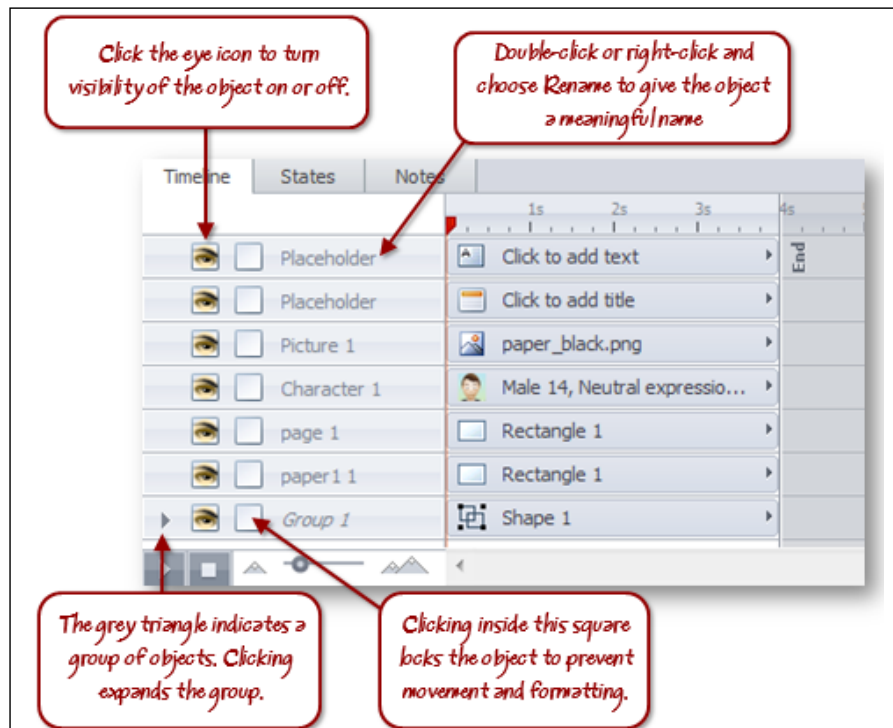 Click the eye icon to turn
visibility of the object on or off.
Double-click or right-click and
choose Rename to give the object
a meaningful name
Timeline States Notes
1s 2s 3s 4s
Placeholder Click to add text End
Placeholder Click to add title
Picture 1 paper_black.png
Character 1 Male 14, Neutral expressio...
page 1 Rectangle 1
paper1 1 Rectangle 1
Group 1 Shape 1
The grey triangle indicates a
group of objects. Clicking
expands the group.
Clicking inside this square
locks the object to prevent
movement and formatting.